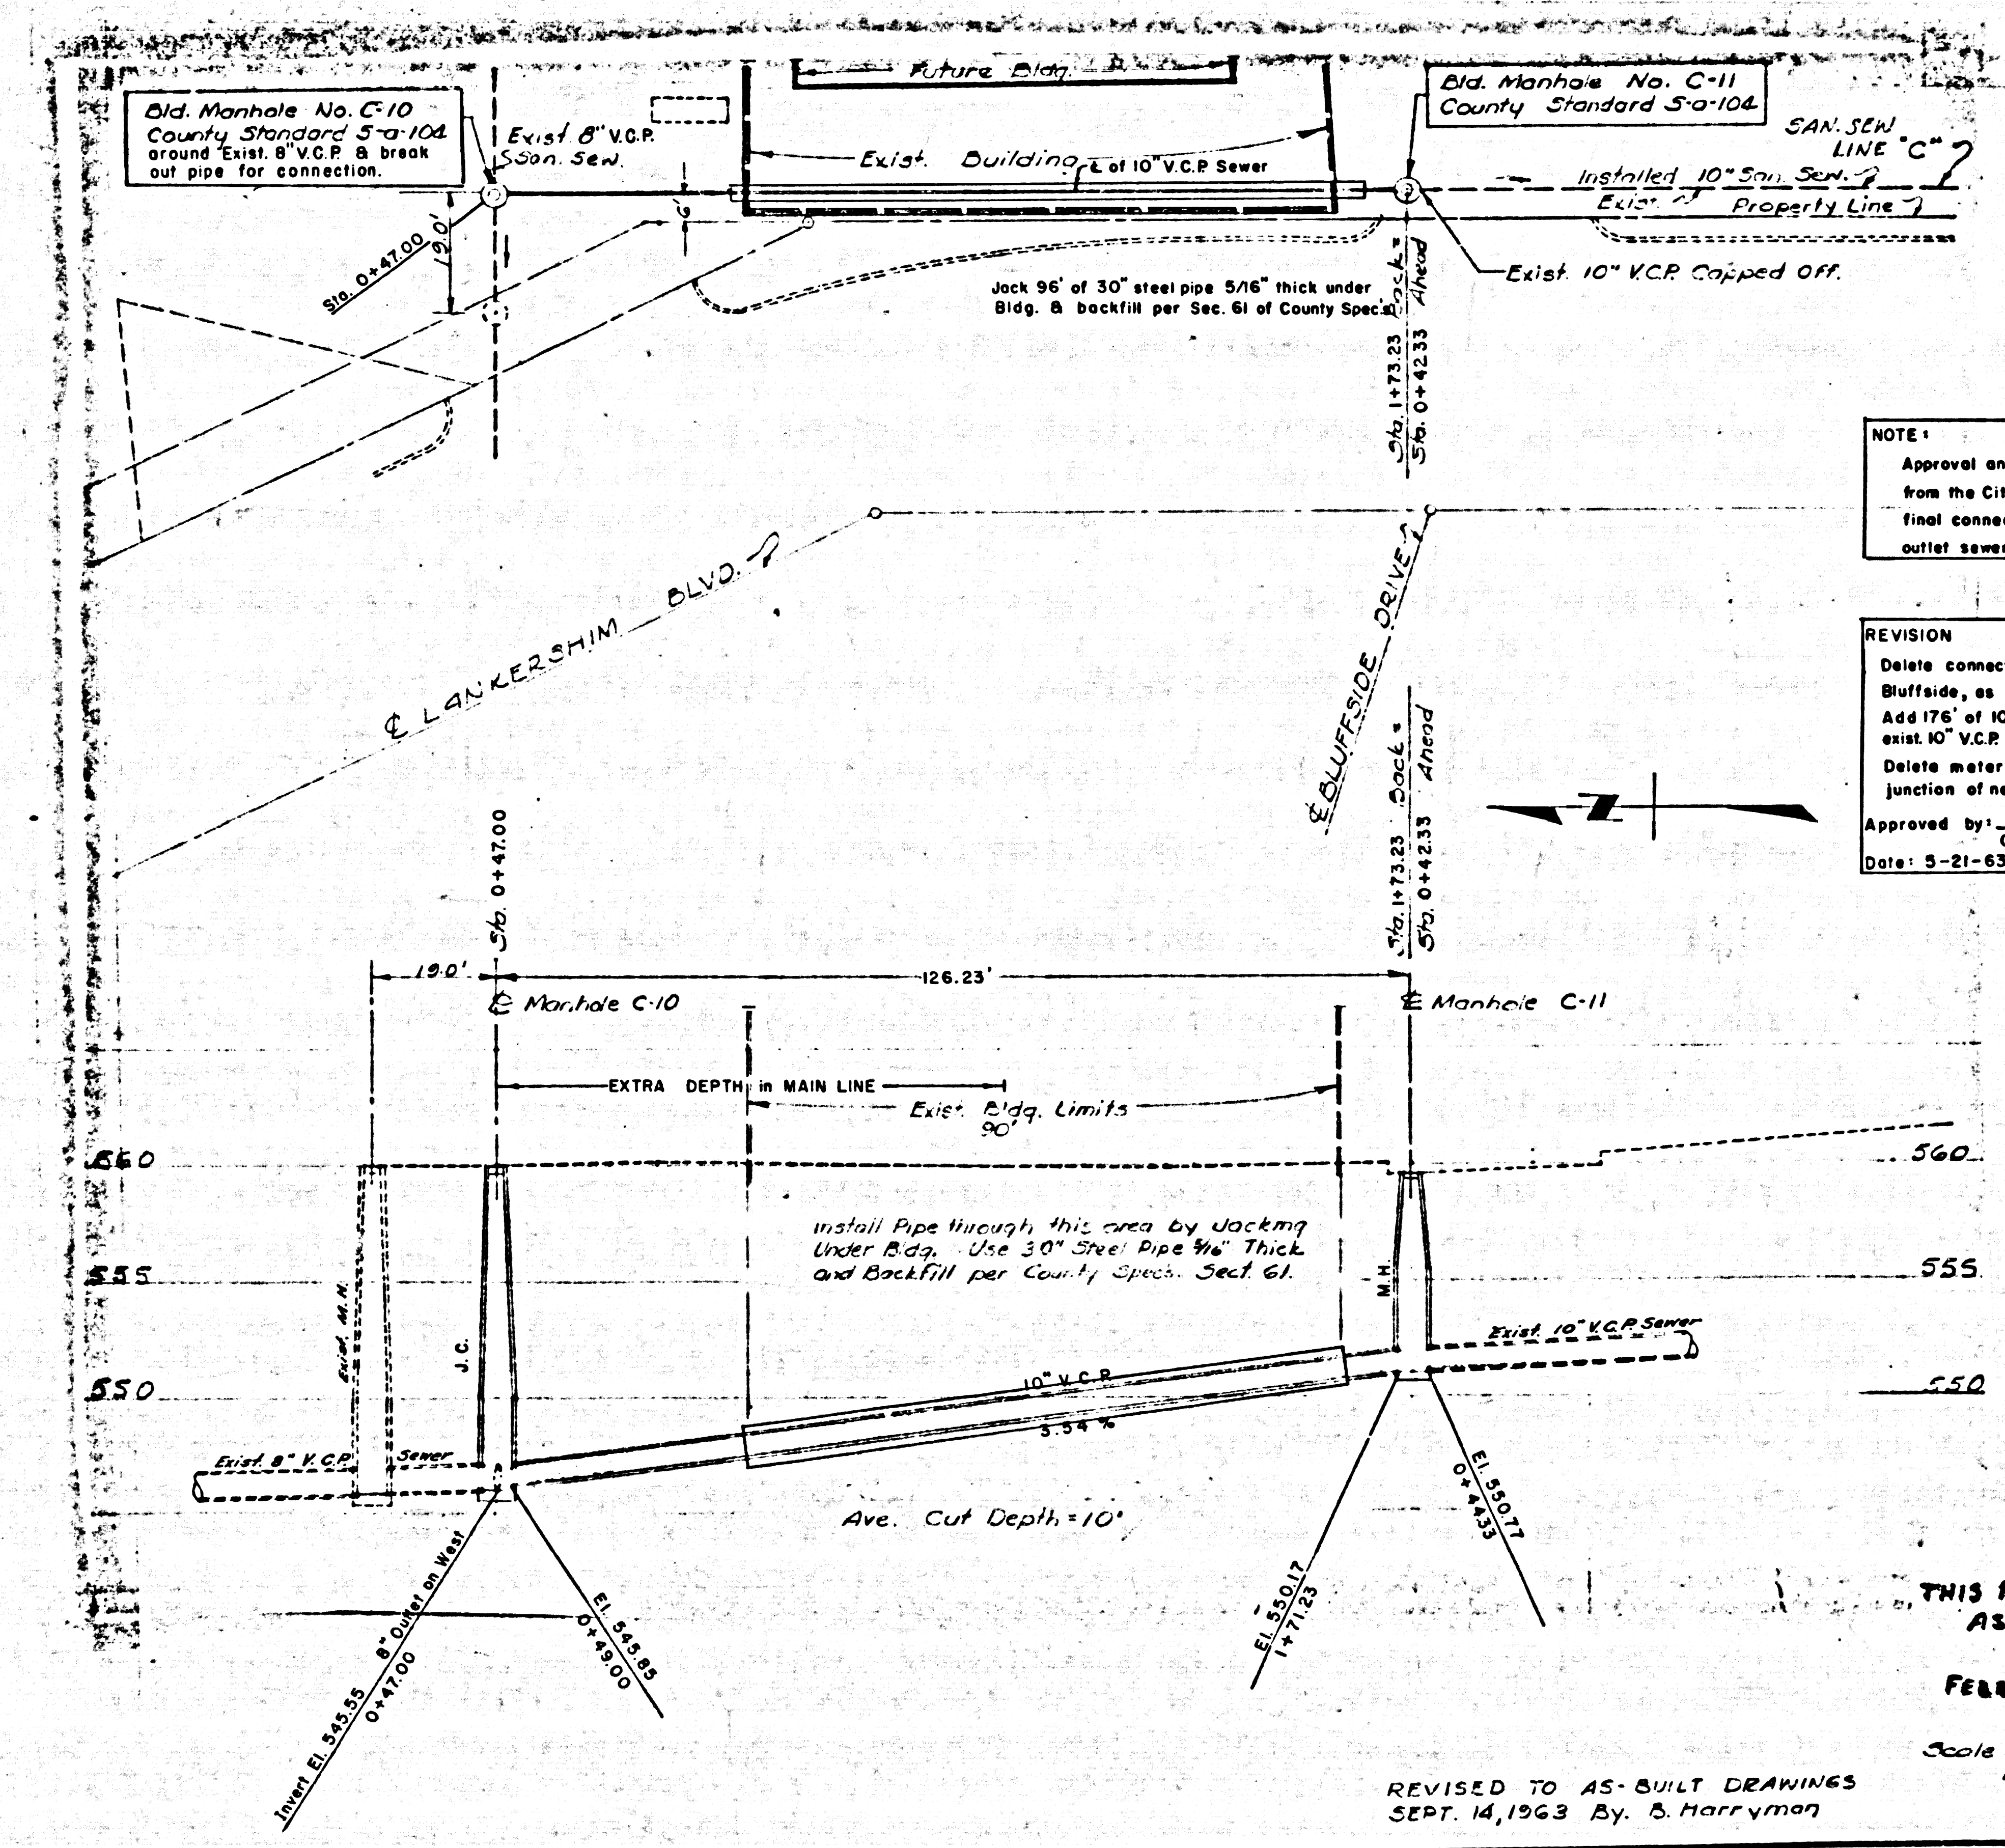 Future Bldg.
Bld. Manhole No. C-10
County Standard S-a-104
around Exist. 8" V.C.P. & break
out pipe for connection.
Exist. 8" V.C.P.
San. Sew.
Exist. Building
℄ of 10" V.C.P. Sewer
Bld. Manhole No. C-11
County Standard S-a-104
SAN. SEW
LINE "C"
Installed 10" San. Sew.
Exist.
Property Line
Exist. 10" V.C.P. Capped Off.
Sta. 0+47.00
19.0'
6'
Jack 96' of 30" steel pipe 5/16" thick under
Bldg. & backfill per Sec. 61 of County Spec's.
Sta. 1+73.23 Back =
Sta. 0+42.33 Ahead
NOTE:
Approval an
from the Cit
final connec
outlet sewer
℄ LANKERSHIM BLVD.
℄ BLUFFSIDE DRIVE
REVISION
Delete connec
Bluffside, as
Add 176' of 10
exist. 10" V.C.P.
Delete meter
junction of ne
Approved by:
Date: 5-21-63
N
Sta. 0+47.00
Sta. 1+73.23 Back =
Sta. 0+42.33 Ahead
19.0'
126.23'
℄ Manhole C-10
℄ Manhole C-11
EXTRA DEPTH in MAIN LINE
Exist. Bldg. Limits
90'
560
560
Install Pipe through this area by Jacking
Under Bldg. Use 30" Steel Pipe 5/16" Thick
and Backfill per County Specs. Sect. 61.
555
555
Exist. M.H.
J.C.
M.H.
Exist. 10" V.C.P. Sewer
550
550
10" V.C.P.
3.54 %
Exist. 8" V.C.P. Sewer
Ave. Cut Depth = 10'
Invert El. 545.55 8" Outlet on West
0+47.00
El. 545.85
0+49.00
El. 550.17
1+71.23
El. 550.77
0+44.33
THIS
AS
Scale
REVISED TO AS-BUILT DRAWINGS
SEPT. 14, 1963 By. B. Harryman